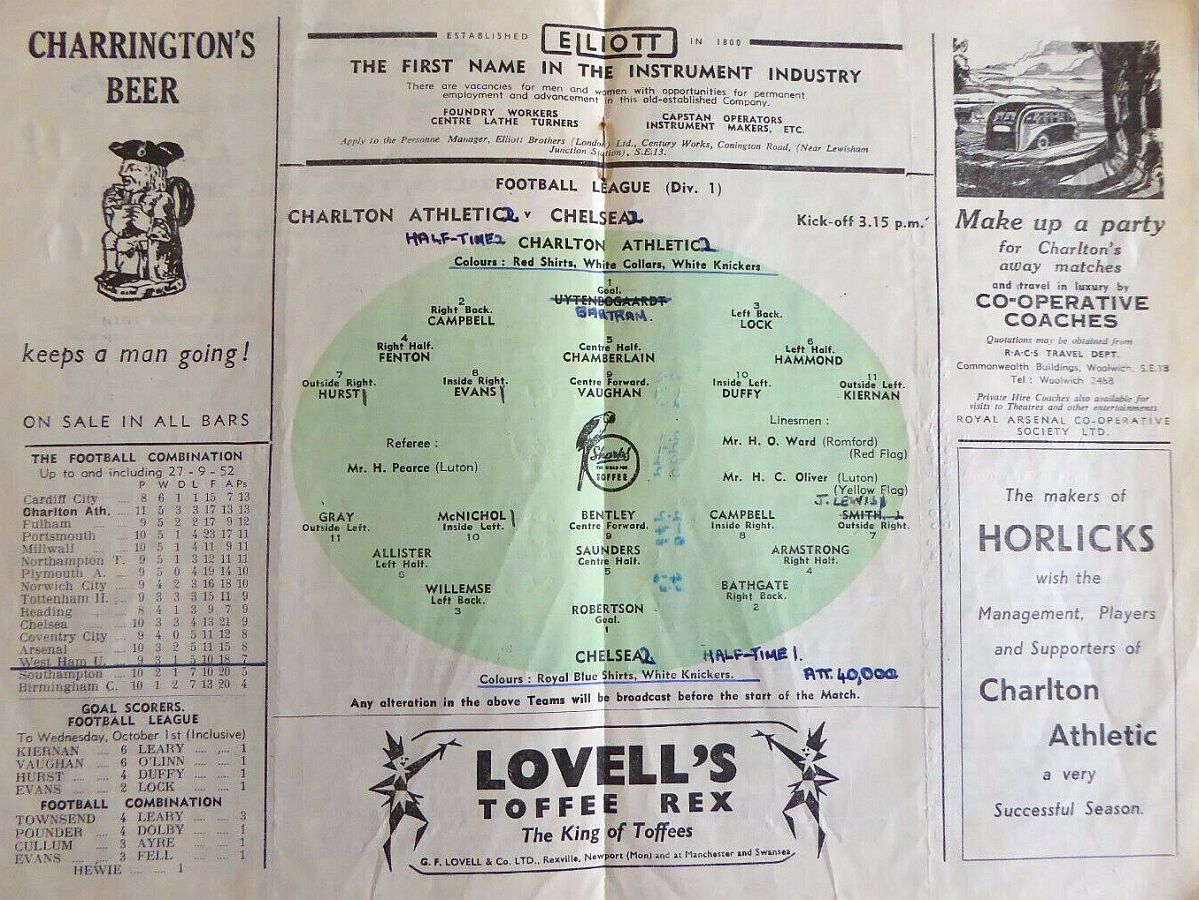 CHARRINGTON'S
BEER
keeps a man going!
ON SALE IN ALL BARS
THE FOOTBALL COMBINATION
Up to and including 27 - 9 - 52
P W D L F A Ps
Cardiff City .... 8 6 1 1 15 7 13
Charlton Ath. .... 11 5 3 3 17 13 13
Fulham .... 9 5 2 2 17 9 12
Portsmouth .... 10 5 1 4 23 17 11
Millwall .... 10 5 1 4 11 9 11
Northampton T. 9 5 1 3 12 11 11
Plymouth A. .... 9 5 0 4 19 14 10
Norwich City .... 9 4 2 3 16 18 10
Tottenham H. .... 9 3 3 3 15 11 9
Reading .... 8 4 1 3 9 7 9
Chelsea .... 10 3 3 4 13 21 9
Coventry City .... 9 4 0 5 11 12 8
Arsenal .... 10 3 2 5 11 15 8
West Ham U. .... 9 3 1 5 10 18 7
Southampton .... 10 2 1 7 10 20 5
Birmingham C. .... 10 1 2 7 13 20 4
GOAL SCORERS.
FOOTBALL LEAGUE
To Wednesday, October 1st (Inclusive)
KIERNAN .... 6 LEARY .... .... 1
VAUGHAN .... 6 O'LINN .... .... 1
HURST .... 4 DUFFY .... .... 1
EVANS .... 2 LOCK .... .... 1
FOOTBALL COMBINATION
TOWNSEND 4 LEARY .... 3
POUNDER .... 4 DOLBY .... 1
CULLUM .... 3 AYRE .... 1
EVANS .... 3 FELL .... 1
HEWIE .... .... 1
ESTABLISHED ELLIOTT IN 1800
THE FIRST NAME IN THE INSTRUMENT INDUSTRY
There are vacancies for men and women with opportunities for permanent
employment and advancement in this old-established Company.
FOUNDRY WORKERS CAPSTAN OPERATORS
CENTRE LATHE TURNERS INSTRUMENT MAKERS, ETC.
Apply to the Personne Manager, Elliott Brothers (London) Ltd., Century Works, Conington Road, (Near Lewisham
Junction Station), S.E.13.
FOOTBALL LEAGUE (Div. 1)
CHARLTON ATHLETIC 2 v CHELSEA 2 Kick-off 3.15 p.m.
HALF-TIME 2 CHARLTON ATHLETIC 2
Colours : Red Shirts, White Collars, White Knickers
1
Goal.
UYTENBOGAARDT
BARTRAM.
2
Right Back.
CAMPBELL
3
Left Back.
LOCK
4
Right Half.
FENTON
5
Centre Half.
CHAMBERLAIN
6
Left Half.
HAMMOND
7
Outside Right.
HURST 1
8
Inside Right.
EVANS 1
9
Centre Forward.
VAUGHAN
10
Inside Left.
DUFFY
11
Outside Left.
KIERNAN
Referee :
Mr. H. Pearce (Luton)
Sharps
THE WORD FOR
TOFFEE
Linesmen :
Mr. H. O. Ward (Romford)
(Red Flag)
Mr. H. C. Oliver (Luton)
(Yellow Flag)
GRAY
Outside Left.
11
McNICHOL 1
Inside Left.
10
BENTLEY
Centre Forward.
9
CAMPBELL
Inside Right.
8
J. LEWIS 1
SMITH, J.
Outside Right.
7
ALLISTER
Left Half.
6
SAUNDERS
Centre Half.
5
ARMSTRONG
Right Half.
4
WILLEMSE
Left Back.
3
BATHGATE
Right Back.
2
ROBERTSON
Goal.
1
CHELSEA 2 HALF-TIME 1.
Colours : Royal Blue Shirts, White Knickers. ATT. 40,000
Any alteration in the above Teams will be broadcast before the start of the Match.
LOVELL'S
TOFFEE REX
The King of Toffees
G. F. LOVELL & Co. LTD., Rexville, Newport (Mon) and at Manchester and Swansea.
Make up a party
for Charlton's
away matches
and travel in luxury by
CO-OPERATIVE
COACHES
Quotations may be obtained from
R·A·C·S TRAVEL DEPT.
Commonwealth Buildings, Woolwich, S.E.18
Tel : Woolwich 2468
Private Hire Coaches also available for
visits to Theatres and other entertainments
ROYAL ARSENAL CO-OPERATIVE
SOCIETY LTD.
The makers of
HORLICKS
wish the
Management, Players
and Supporters of
Charlton
Athletic
a very
Successful Season.